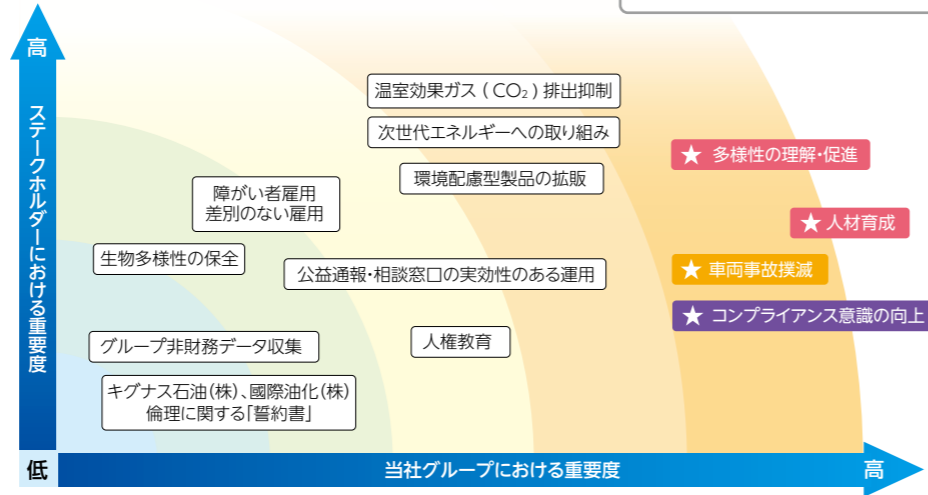 高
ステークホルダーにおける重要度
温室効果ガス（CO₂）排出抑制
次世代エネルギーへの取り組み
★ 多様性の理解・促進
環境配慮型製品の拡販
障がい者雇用
差別のない雇用
★ 人材育成
生物多様性の保全
公益通報・相談窓口の実効性のある運用
★ 車両事故撲滅
★ コンプライアンス意識の向上
人権教育
グループ非財務データ収集
キグナス石油(株)、國際油化(株)
倫理に関する「誓約書」
低
当社グループにおける重要度
高